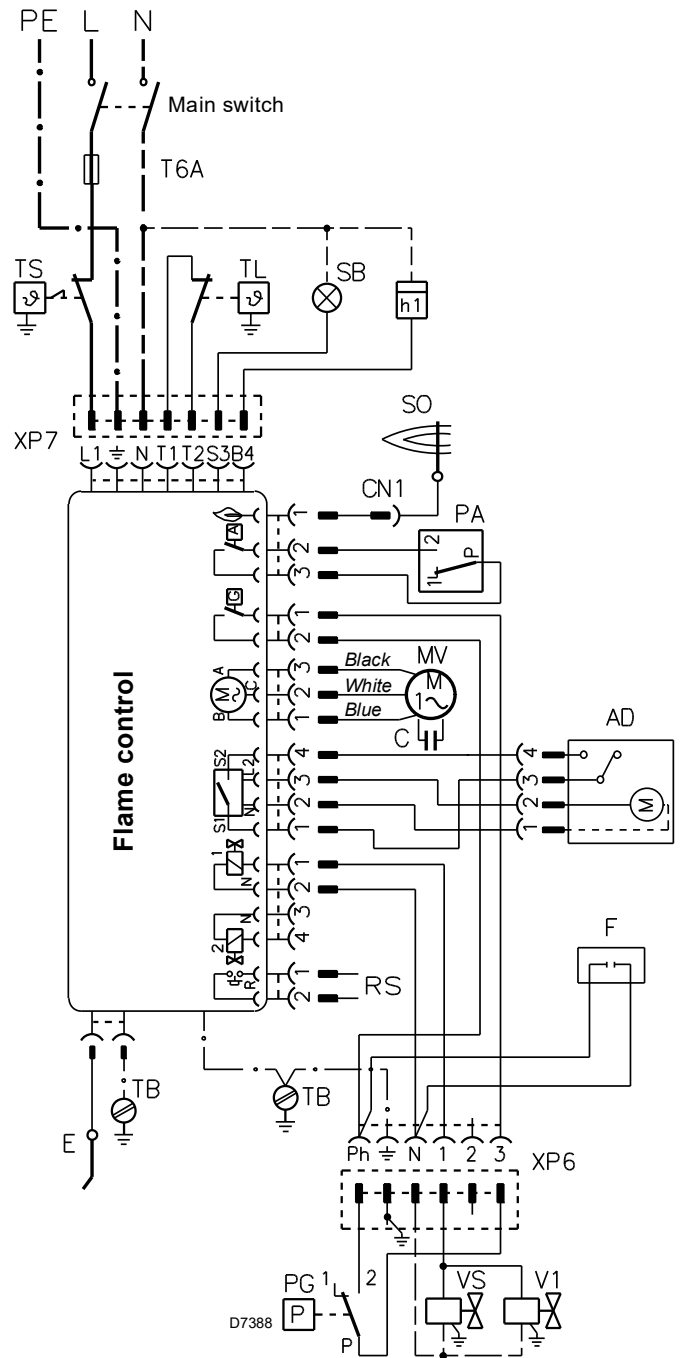 PE L N
Main switch
T6A
TS
ϑ
TL
ϑ
SB
h1
XP7
L1 N T1 T2 S3 B4
SO
CN1
PA
2
P
1
A
1
2
3
G
1
2
Flame control
A
M
C
B
3
2
1
Black
White
Blue
MV
M
1
C
AD
S2
L2
N
S1
4
3
2
1
4
3
2
1
M
1
N
1
2
N
2
3
4
R
1
2
RS
F
TB
TB
E
Ph N 1 2 3
XP6
PG
P
1
2
P
VS
V1
D7388